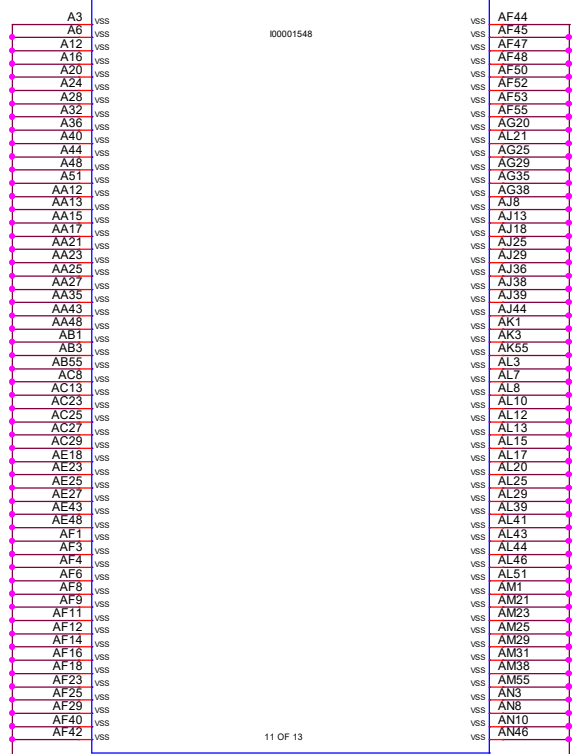 A3 VSS VSS AF44
A6 VSS I00001548 VSS AF45
A12 VSS VSS AF47
A16 VSS VSS AF48
A20 VSS VSS AF50
A24 VSS VSS AF52
A28 VSS VSS AF53
A32 VSS VSS AF55
A36 VSS VSS AG20
A40 VSS VSS AL21
A44 VSS VSS AG25
A48 VSS VSS AG29
A51 VSS VSS AG35
AA12 VSS VSS AG38
AA13 VSS VSS AJ8
AA15 VSS VSS AJ13
AA17 VSS VSS AJ18
AA21 VSS VSS AJ25
AA23 VSS VSS AJ29
AA25 VSS VSS AJ36
AA27 VSS VSS AJ38
AA35 VSS VSS AJ39
AA43 VSS VSS AJ44
AA48 VSS VSS AK1
AB1 VSS VSS AK3
AB3 VSS VSS AK55
AB55 VSS VSS AL3
AC8 VSS VSS AL7
AC13 VSS VSS AL8
AC23 VSS VSS AL10
AC25 VSS VSS AL12
AC27 VSS VSS AL13
AC29 VSS VSS AL15
AE18 VSS VSS AL17
AE23 VSS VSS AL20
AE25 VSS VSS AL25
AE27 VSS VSS AL29
AE43 VSS VSS AL39
AE48 VSS VSS AL41
AF1 VSS VSS AL43
AF3 VSS VSS AL44
AF4 VSS VSS AL46
AF6 VSS VSS AL51
AF8 VSS VSS AM1
AF9 VSS VSS AM21
AF11 VSS VSS AM23
AF12 VSS VSS AM25
AF14 VSS VSS AM29
AF16 VSS VSS AM31
AF18 VSS VSS AM38
AF23 VSS VSS AM55
AF25 VSS VSS AN3
AF29 VSS VSS AN8
AF40 VSS VSS AN10
AF42 VSS 11 OF 13 VSS AN46